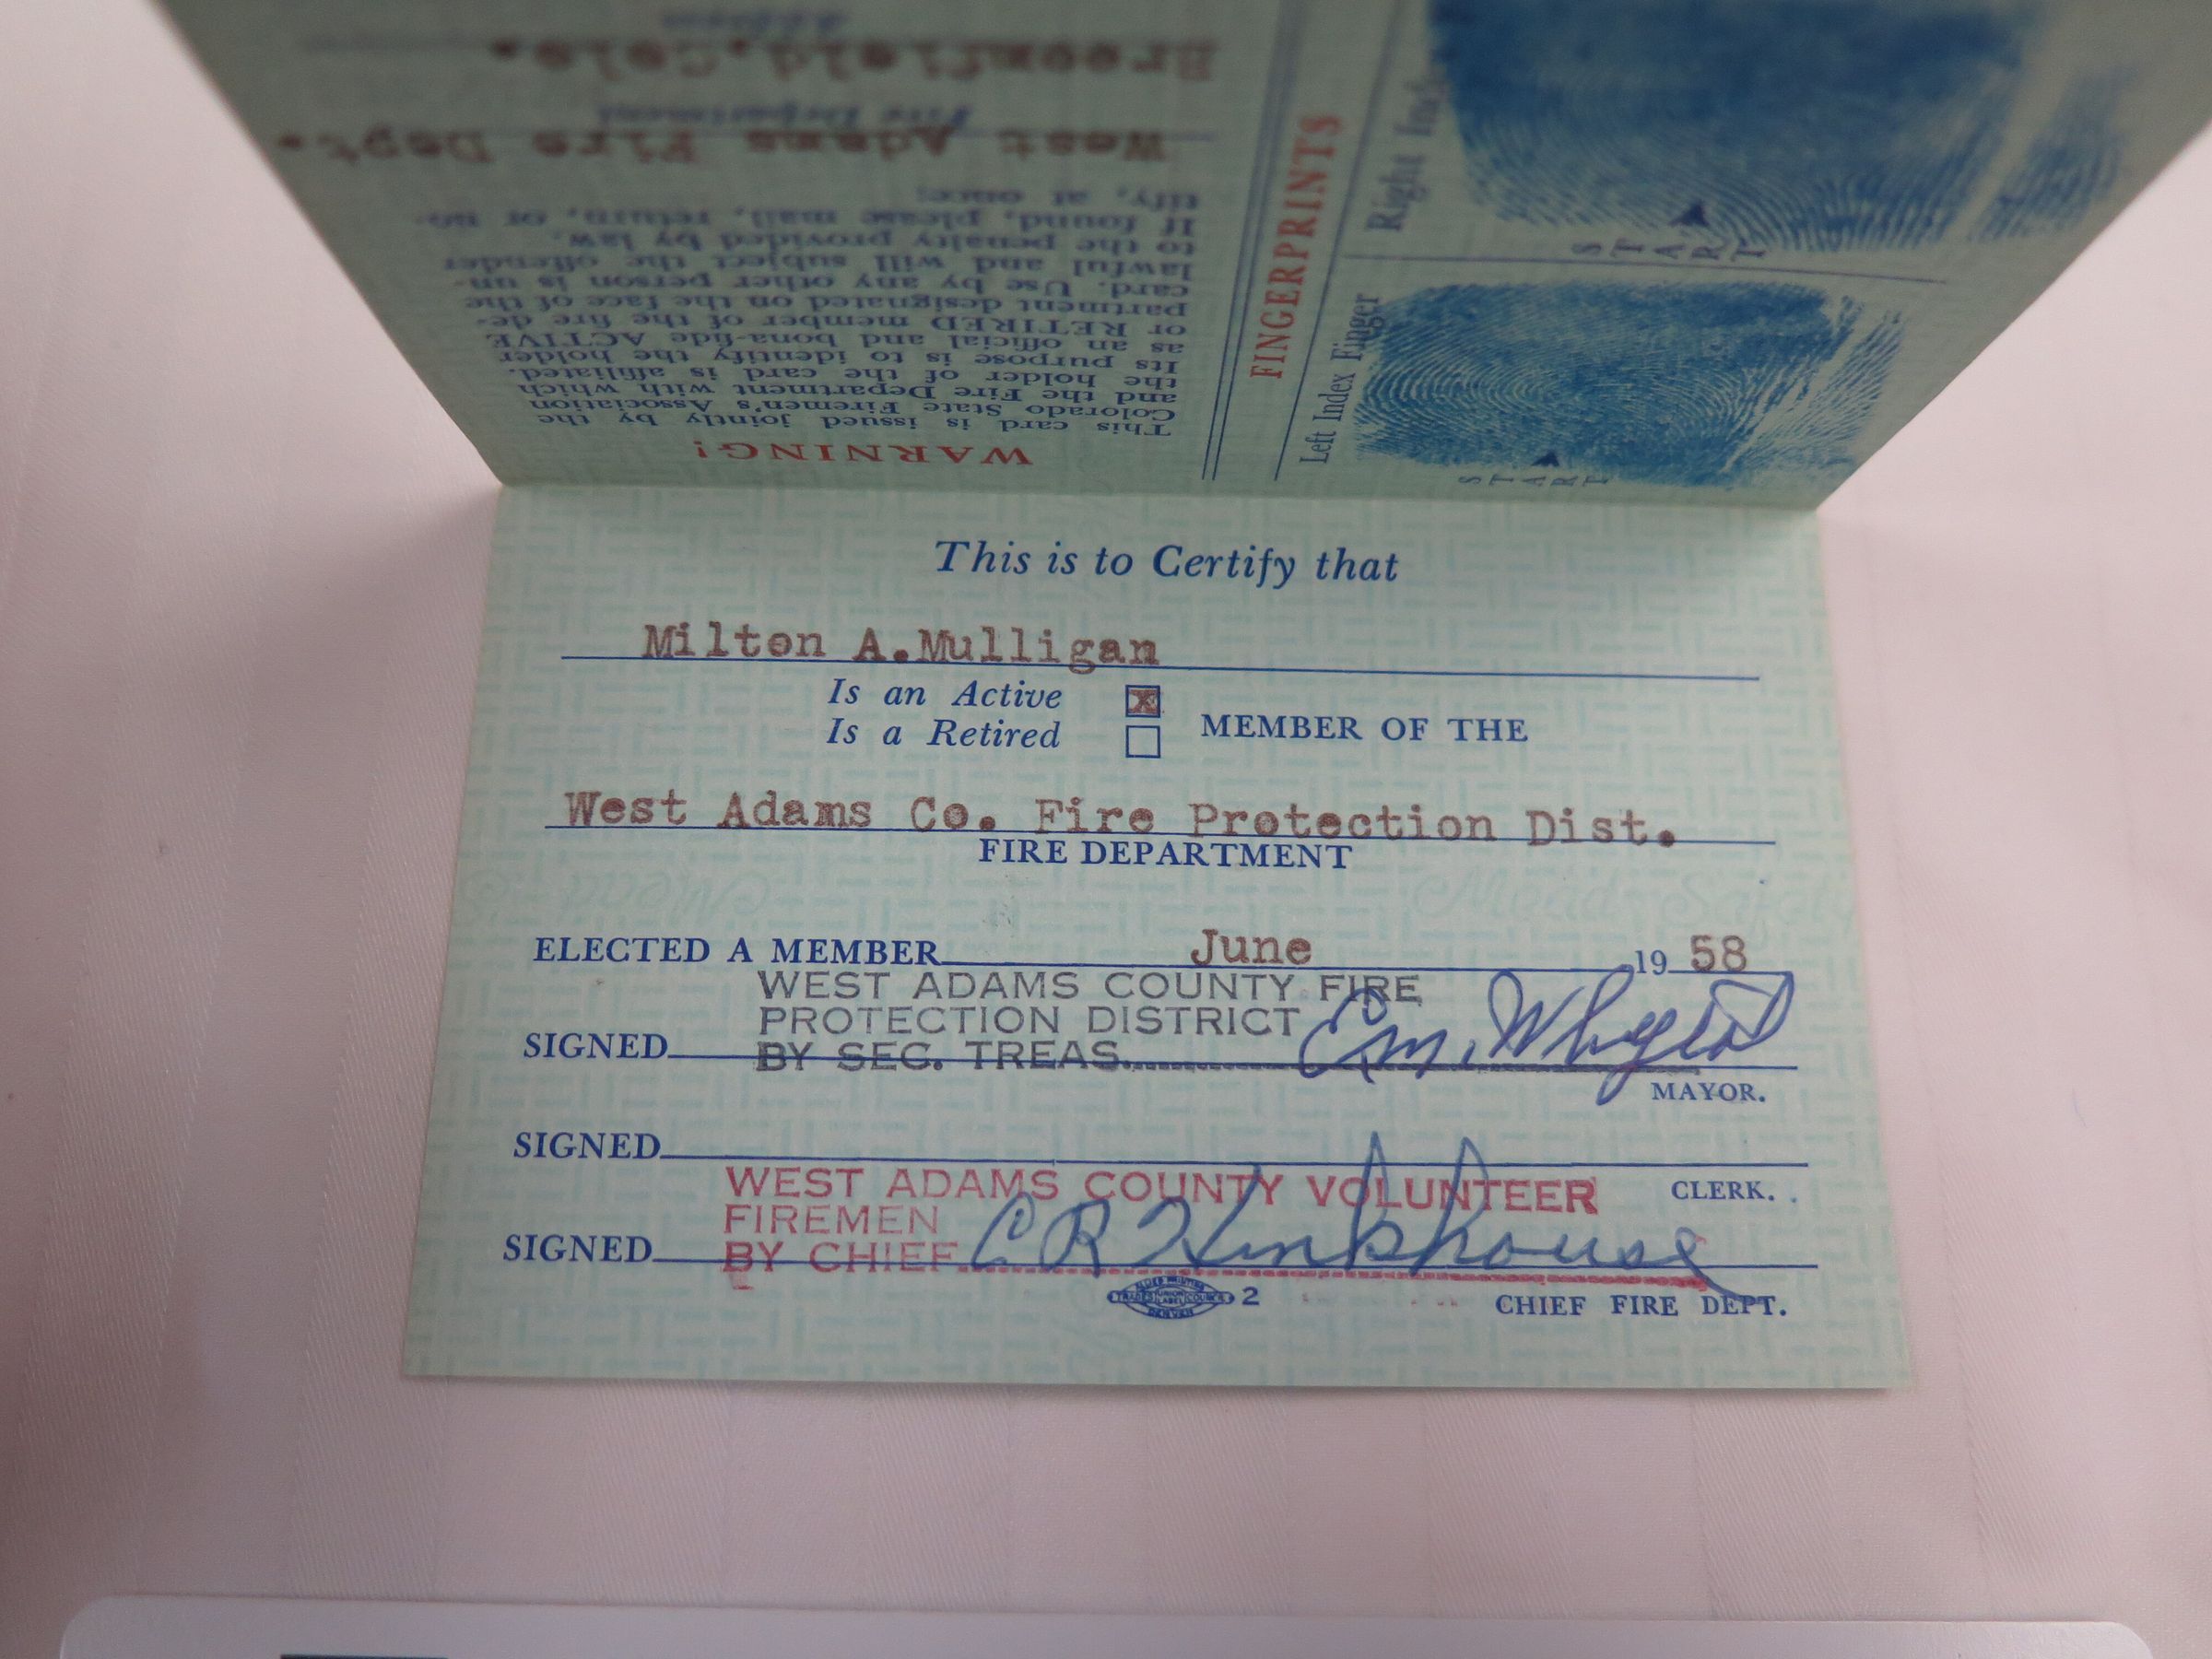 This is to Certify that
Milton A.Mulligan
Is an Active x
Is a Retired
MEMBER OF THE
West Adams Co. Fire Protection Dist.
FIRE DEPARTMENT
ELECTED A MEMBER June 19 58
WEST ADAMS COUNTY FIRE
PROTECTION DISTRICT
SIGNED BY SEC. TREAS.
MAYOR.
SIGNED
CLERK.
WEST ADAMS COUNTY VOLUNTEER
FIREMEN
SIGNED BY CHIEF C R Hinkhouse
2
CHIEF FIRE DEPT.
WARNING!
This card is issued jointly by the
Colorado State Firemen's Association
and the Fire Department with which
the holder of the card is affiliated.
Its purpose is to identify the holder
as an official and bona-fide ACTIVE
or RETIRED member of the fire de-
partment designated on the face of the
card. Use by any other person is un-
lawful and will subject the offender
to the penalty provided by law.
If found, please mail, return, or no-
tify, at once:
West Adams Fire Dept.
Fire Department
Broomfield,Colo.
Address
FINGERPRINTS
Left Index Finger
START
Right Ind
START
Mead Safety